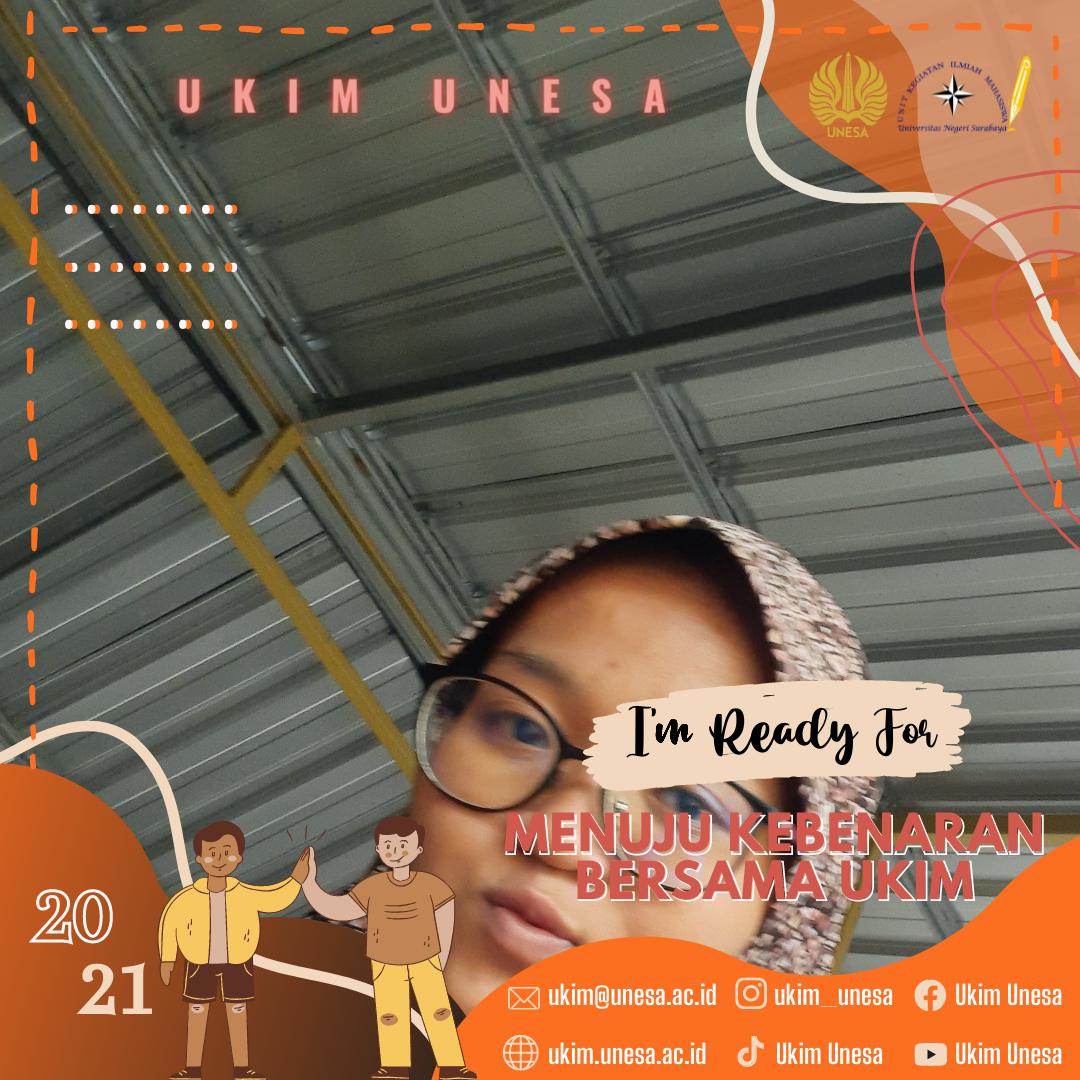 UKIM UNESA
UNESA
UNIT KEGIATAN ILMIAH MAHASISWA
Universitas Negeri Surabaya
I'm Ready For
MENUJU KEBENARAN
BERSAMA UKIM
20
21
ukim@unesa.ac.id
ukim_unesa
Ukim Unesa
ukim.unesa.ac.id
Ukim Unesa
Ukim Unesa